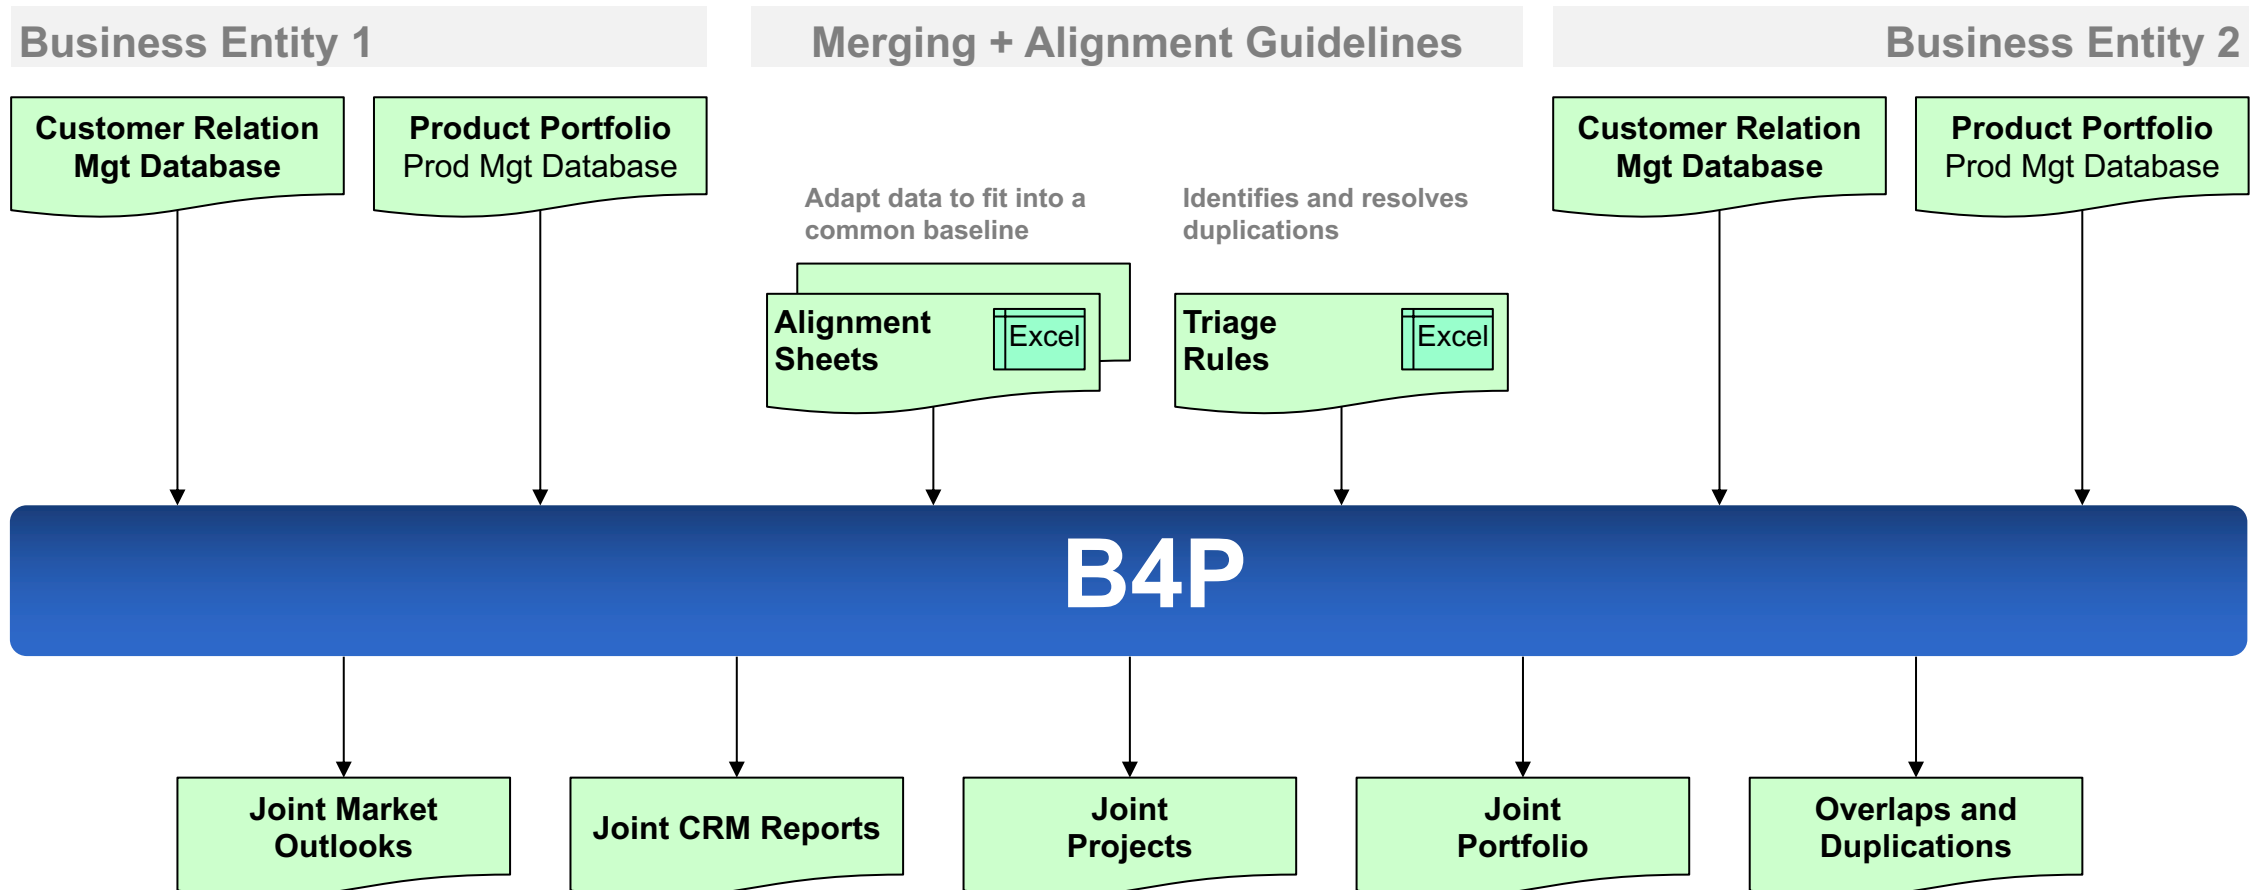 Business Entity 1
Merging + Alignment Guidelines
Business Entity 2
Customer Relation
Mgt Database
Product Portfolio
Prod Mgt Database
Customer Relation
Mgt Database
Product Portfolio
Prod Mgt Database
Adapt data to fit into a
common baseline
Identifies and resolves
duplications
Alignment
Sheets
Excel
Triage
Rules
Excel
B4P
Joint Market
Outlooks
Joint CRM Reports
Joint
Projects
Joint
Portfolio
Overlaps and
Duplications